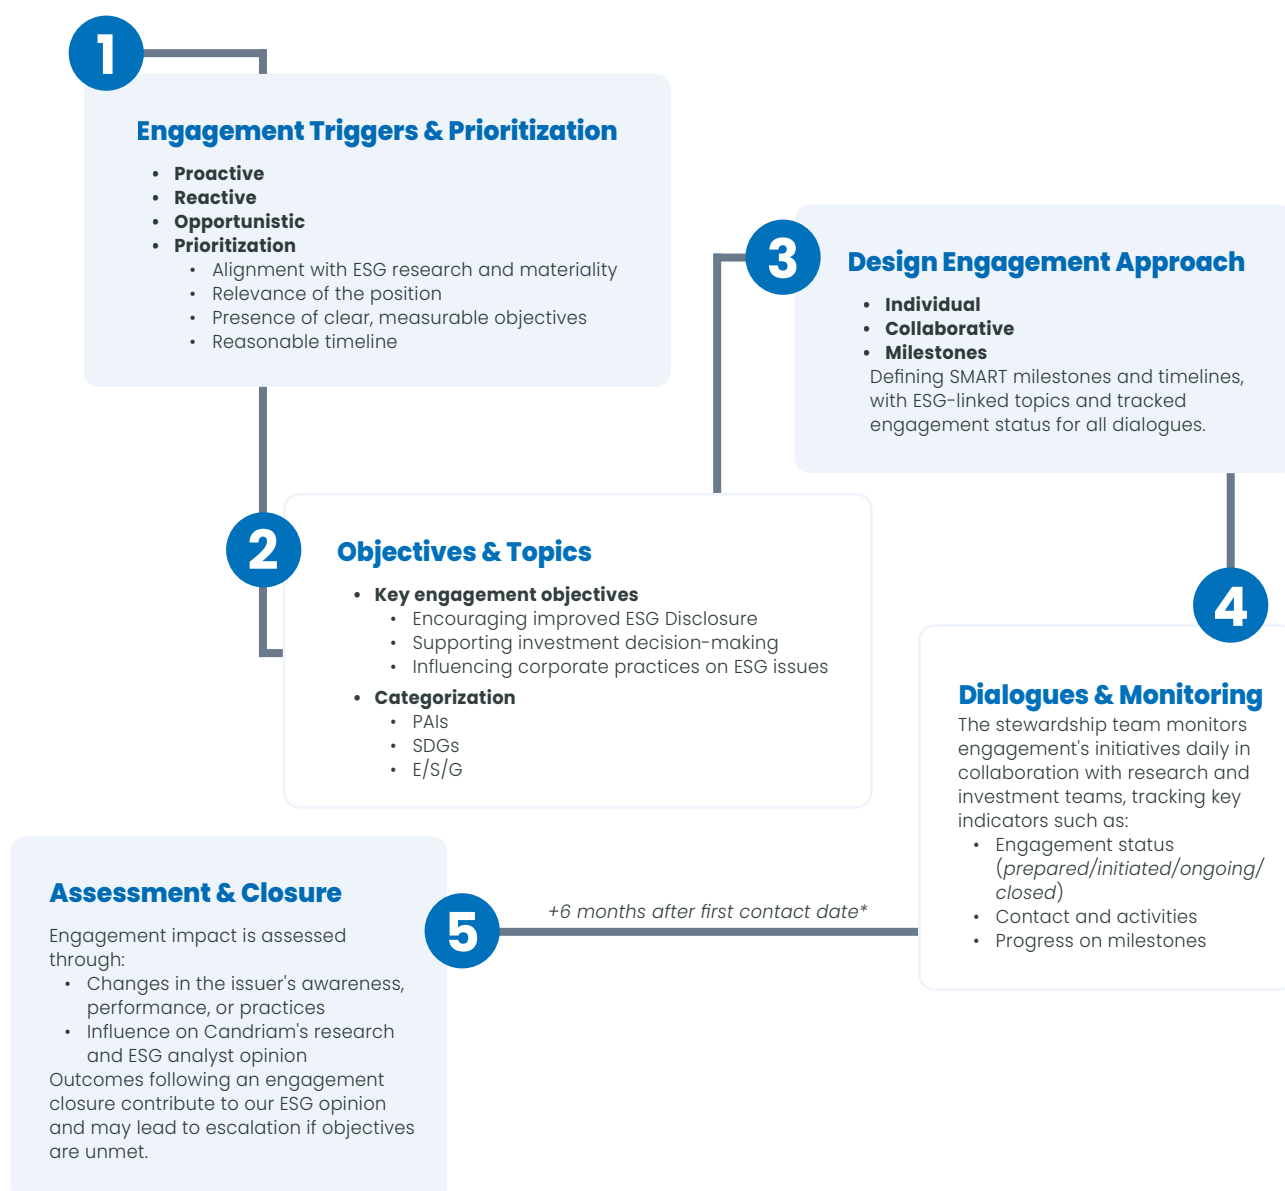 1
Engagement Triggers & Prioritization
• Proactive
• Reactive
• Opportunistic
• Prioritization
• Alignment with ESG research and materiality
• Relevance of the position
• Presence of clear, measurable objectives
• Reasonable timeline
2
Objectives & Topics
• Key engagement objectives
• Encouraging improved ESG Disclosure
• Supporting investment decision-making
• Influencing corporate practices on ESG issues
• Categorization
• PAIs
• SDGs
• E/S/G
3
Design Engagement Approach
• Individual
• Collaborative
• Milestones
Defining SMART milestones and timelines,
with ESG-linked topics and tracked
engagement status for all dialogues.
4
Dialogues & Monitoring
The stewardship team monitors
engagement's initiatives daily in
collaboration with research and
investment teams, tracking key
indicators such as:
• Engagement status
(prepared/initiated/ongoing/
closed)
• Contact and activities
• Progress on milestones
+6 months after first contact date*
5
Assessment & Closure
Engagement impact is assessed
through:
• Changes in the issuer's awareness,
performance, or practices
• Influence on Candriam's research
and ESG analyst opinion
Outcomes following an engagement
closure contribute to our ESG opinion
and may lead to escalation if objectives
are unmet.